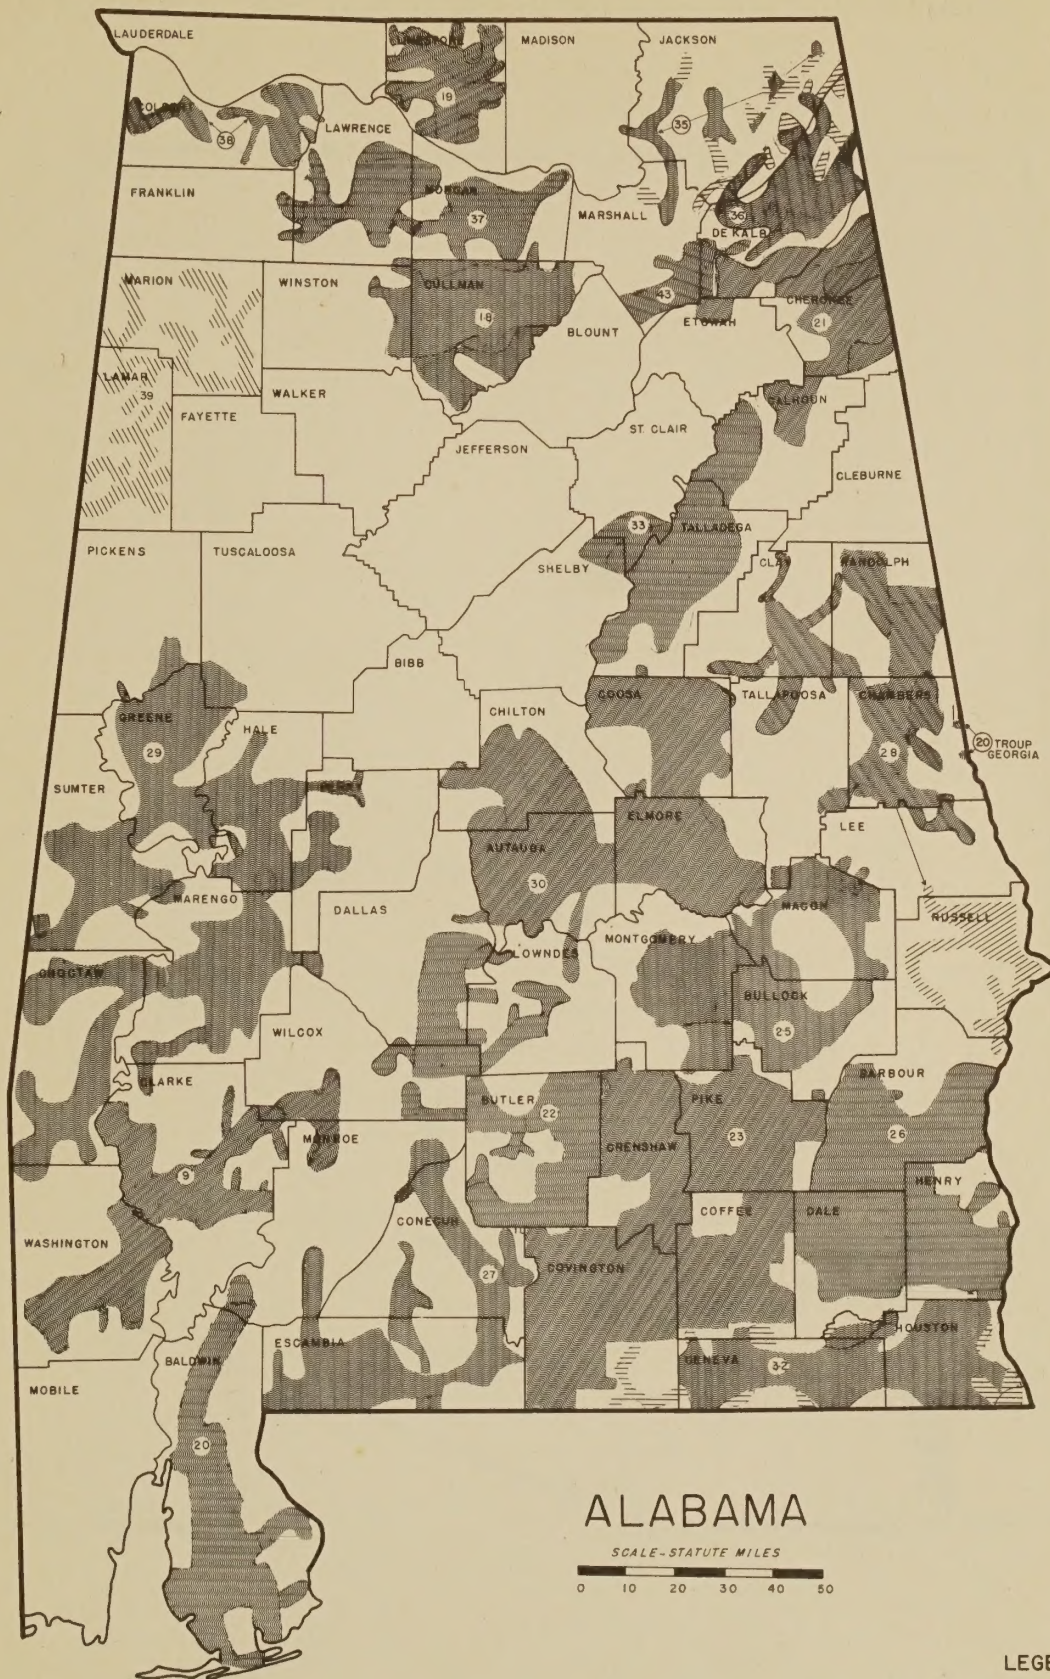 LAUDERDALE
LIMESTONE
MADISON
JACKSON
19
COLBERT
38
LAWRENCE
35
FRANKLIN
MORGAN
37
MARSHALL
36
DE KALB
MARION
WINSTON
CULLMAN
18
BLOUNT
43
ETOWAH
CHEROKEE
21
LAMAR
39
FAYETTE
WALKER
CALHOUN
ST. CLAIR
JEFFERSON
CLEBURNE
PICKENS
TUSCALOOSA
33
TALLADEGA
SHELBY
CLAY
RANDOLPH
BIBB
COOSA
TALLAPOOSA
CHAMBERS
GREENE
29
HALE
CHILTON
28
20 TROUP
GEORGIA
SUMTER
PERRY
ELMORE
LEE
AUTAUGA
30
MARENGO
DALLAS
MACON
RUSSELL
LOWNDES
MONTGOMERY
CHOCTAW
BULLOCK
25
WILCOX
CLARKE
BARBOUR
BUTLER
22
PIKE
23
26
MONROE
CRENSHAW
9
HENRY
WASHINGTON
CONECUH
COFFEE
DALE
27
COVINGTON
ESCAMBIA
HOUSTON
BALDWIN
GENEVA
32
MOBILE
20
ALABAMA
SCALE-STATUTE MILES
0 10 20 30 40 50
LEGE